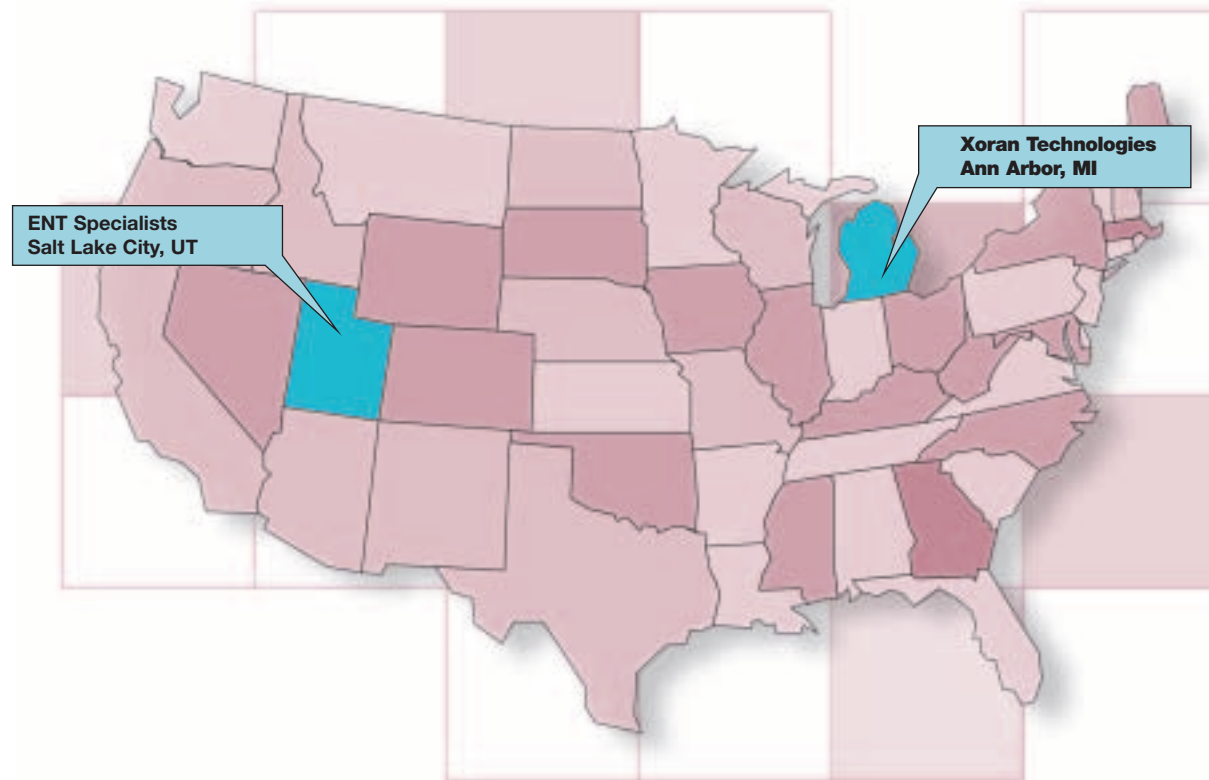 Xoran Technologies
Ann Arbor, MI
ENT Specialists
Salt Lake City, UT